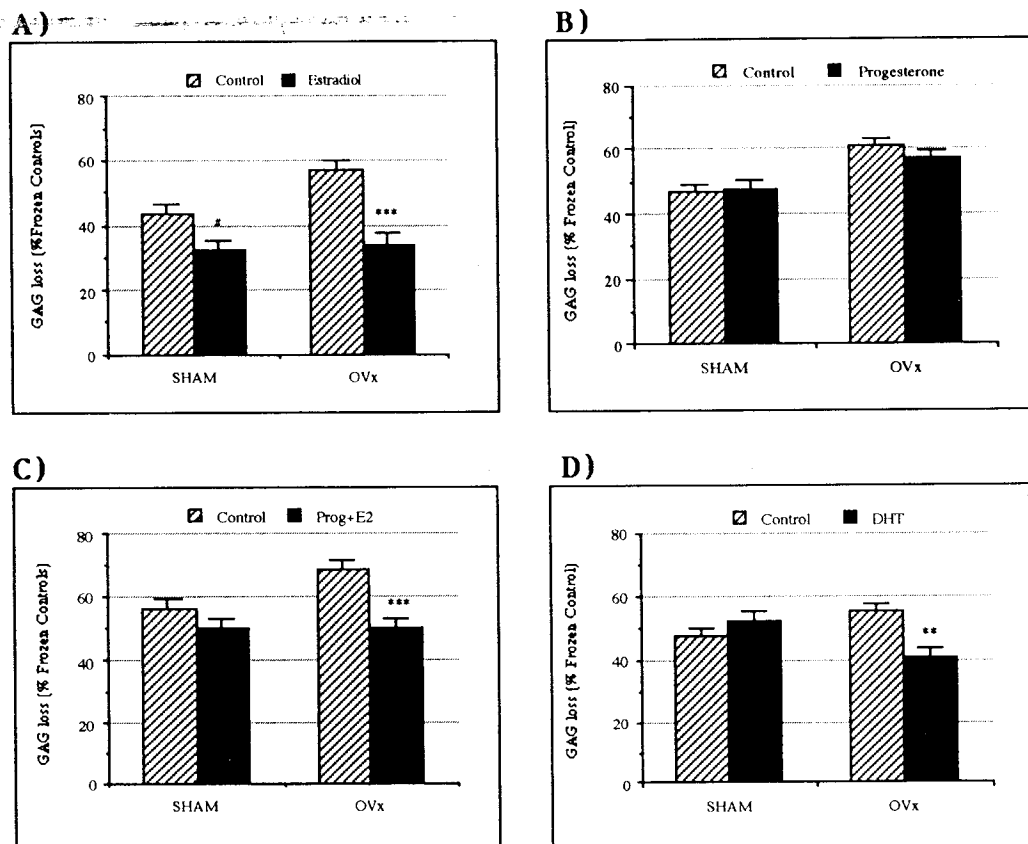 A)
Control Estradiol
GAG loss (%Frozen Controls)
80
60
40
20
0
#
***
SHAM OVx
B)
Control Progesterone
GAG loss (% Frozen Control)
80
60
40
20
0
SHAM OVx
C)
Control Prog+E2
GAG loss (% Frozen Controls)
80
60
40
20
0
***
SHAM OVx
D)
Control DHT
GAG loss (% Frozen Control)
80
60
40
20
0
**
SHAM OVx